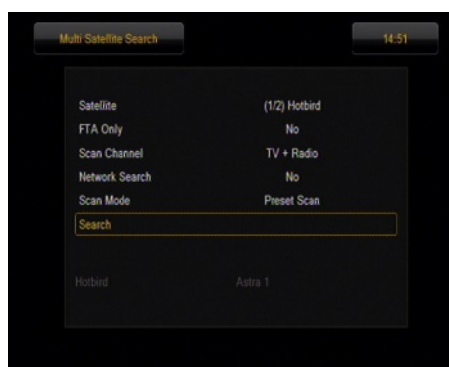 Multi Satellite Search 14:51
Satellite (1/2) Hotbird
FTA Only No
Scan Channel TV + Radio
Network Search No
Scan Mode Preset Scan
Search
Hotbird Astra 1